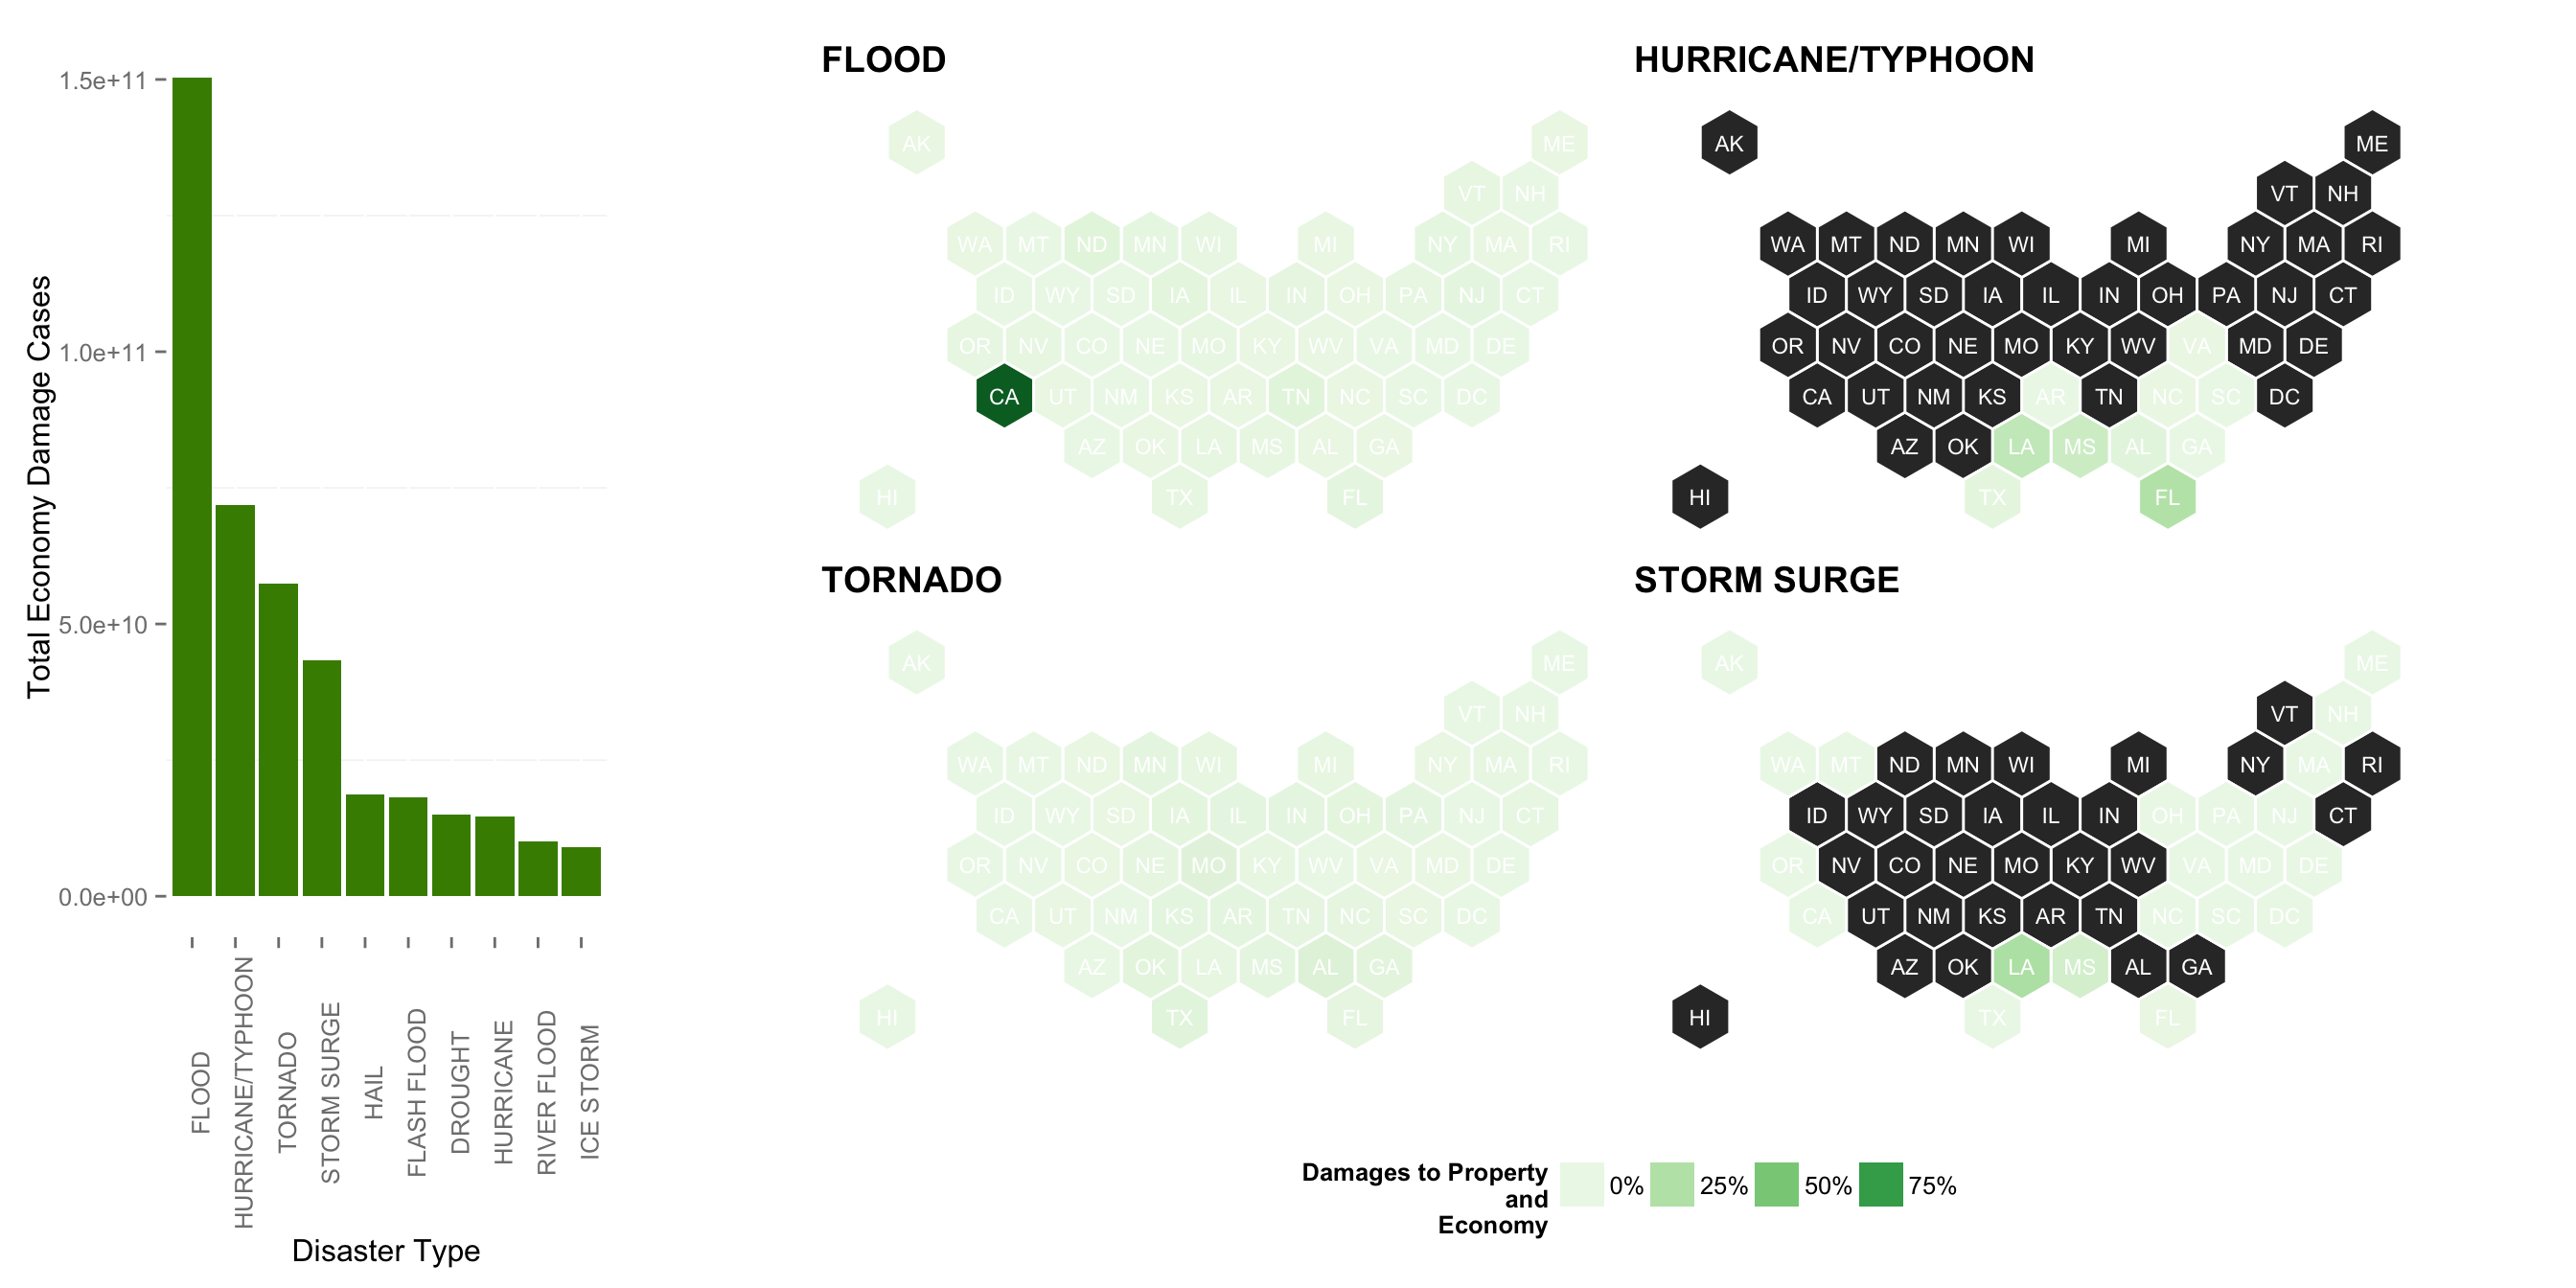 1.5e+11
1.0e+11
5.0e+10
0.0e+00
Total Economy Damage Cases
FLOOD
HURRICANE/TYPHOON
TORNADO
STORM SURGE
HAIL
FLASH FLOOD
DROUGHT
HURRICANE
RIVER FLOOD
ICE STORM
Disaster Type
FLOOD
AK ME
VT NH
WA MT ND MN WI MI NY MA RI
ID WY SD IA IL IN OH PA NJ CT
OR NV CO NE MO KY WV VA MD DE
CA UT NM KS AR TN NC SC DC
AZ OK LA MS AL GA
HI TX FL
HURRICANE/TYPHOON
AK ME
VT NH
WA MT ND MN WI MI NY MA RI
ID WY SD IA IL IN OH PA NJ CT
OR NV CO NE MO KY WV VA MD DE
CA UT NM KS AR TN NC SC DC
AZ OK LA MS AL GA
HI TX FL
TORNADO
AK ME
VT NH
WA MT ND MN WI MI NY MA RI
ID WY SD IA IL IN OH PA NJ CT
OR NV CO NE MO KY WV VA MD DE
CA UT NM KS AR TN NC SC DC
AZ OK LA MS AL GA
HI TX FL
STORM SURGE
AK ME
VT NH
WA MT ND MN WI MI NY MA RI
ID WY SD IA IL IN OH PA NJ CT
OR NV CO NE MO KY WV VA MD DE
CA UT NM KS AR TN NC SC DC
AZ OK LA MS AL GA
HI TX FL
Damages to Property
and
Economy
0% 25% 50% 75%